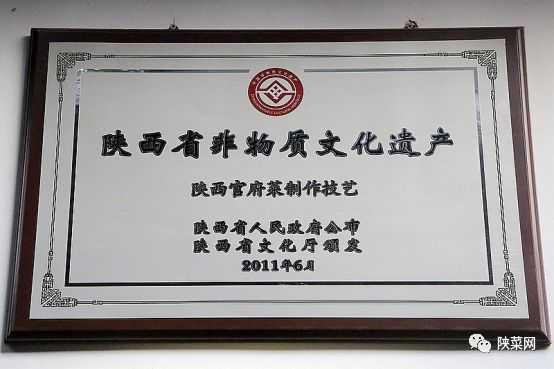 陕西省非物质文化遗产
陕西官府菜制作技艺
陕西省人民政府公布
陕西省文化厅颁发
2011年6月
陕菜网